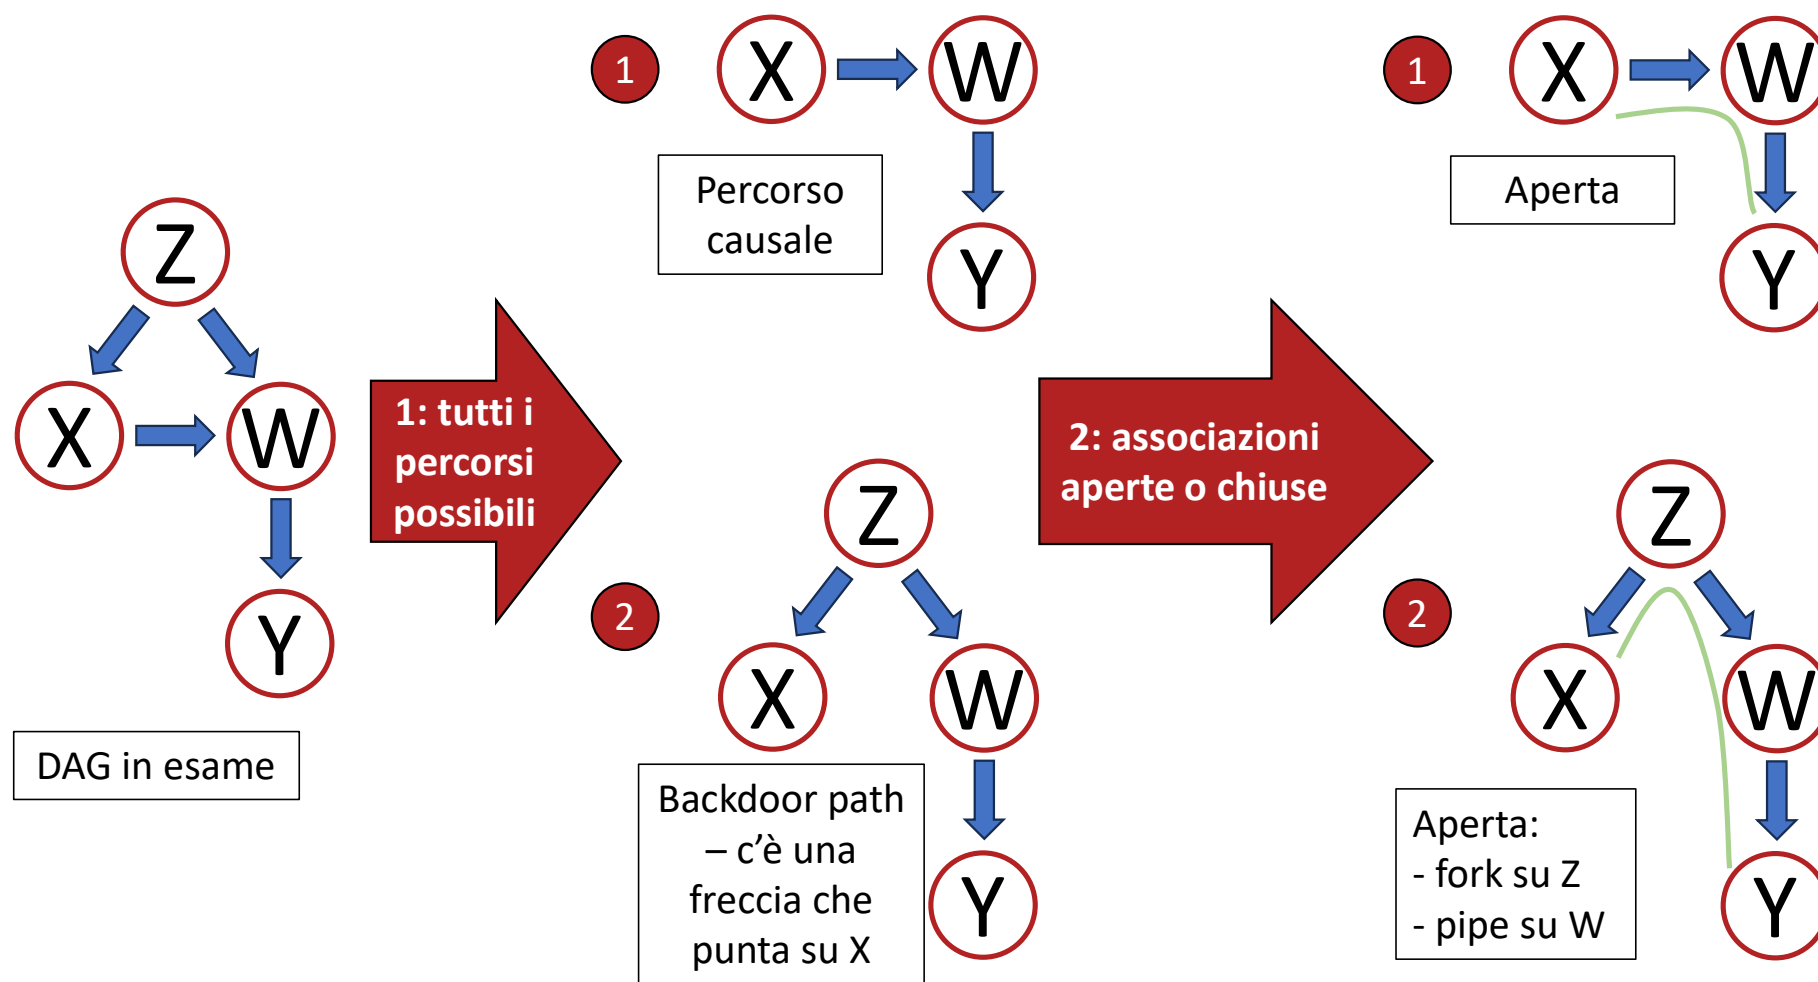 Z
X
W
Y
DAG in esame
1: tutti i
percorsi
possibili
1
X
W
Percorso
causale
Y
2
Z
X
W
Backdoor path
– c'è una
freccia che
punta su X
Y
2: associazioni
aperte o chiuse
1
X
W
Aperta
Y
2
Z
X
W
Aperta:
- fork su Z
- pipe su W
Y